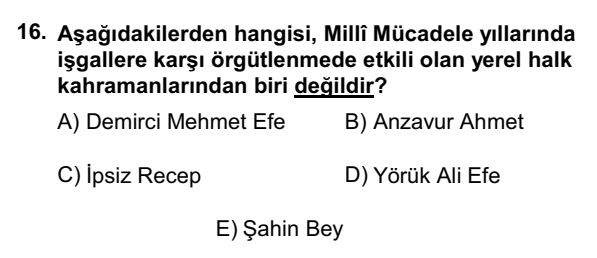 16. Aşağıdakilerden hangisi, Millî Mücadele yıllarında
işgallere karşı örgütlenmede etkili olan yerel halk
kahramanlarından biri değildir?
A) Demirci Mehmet Efe B) Anzavur Ahmet
C) İpsiz Recep D) Yörük Ali Efe
E) Şahin Bey